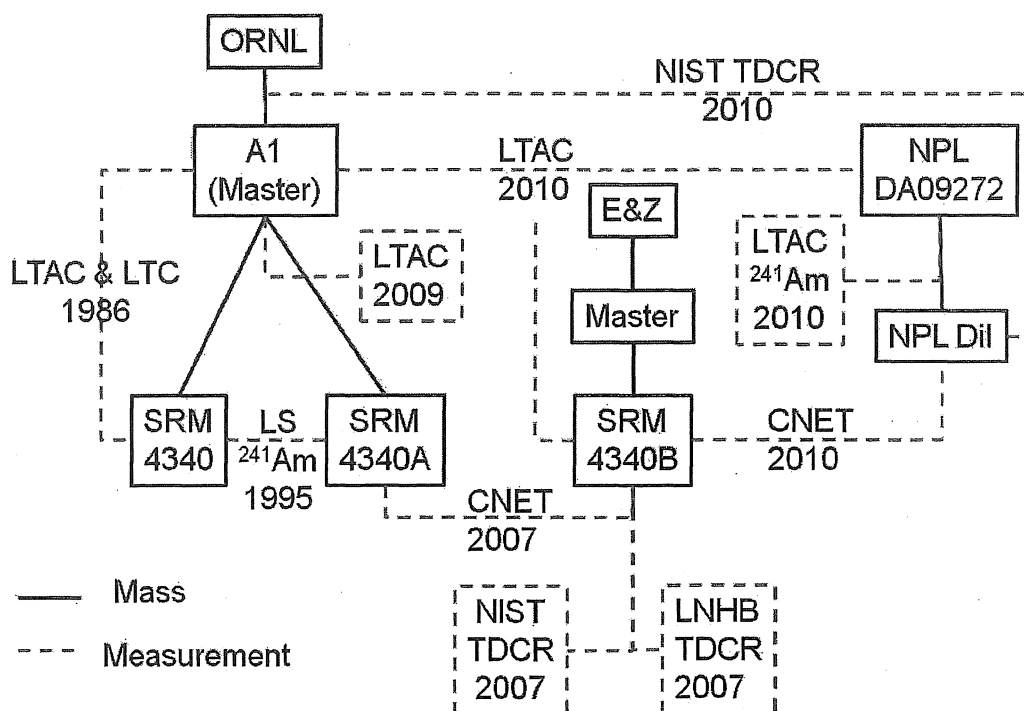 ORNL
NIST TDCR
2010
A1
(Master)
LTAC
2010
NPL
DA09272
E&Z
LTAC
2009
LTAC
²⁴¹Am
2010
LTAC & LTC
1986
Master
NPL Dil
SRM
4340
LS
²⁴¹Am
1995
SRM
4340A
SRM
4340B
CNET
2010
CNET
2007
Mass
Measurement
NIST
TDCR
2007
LNHB
TDCR
2007